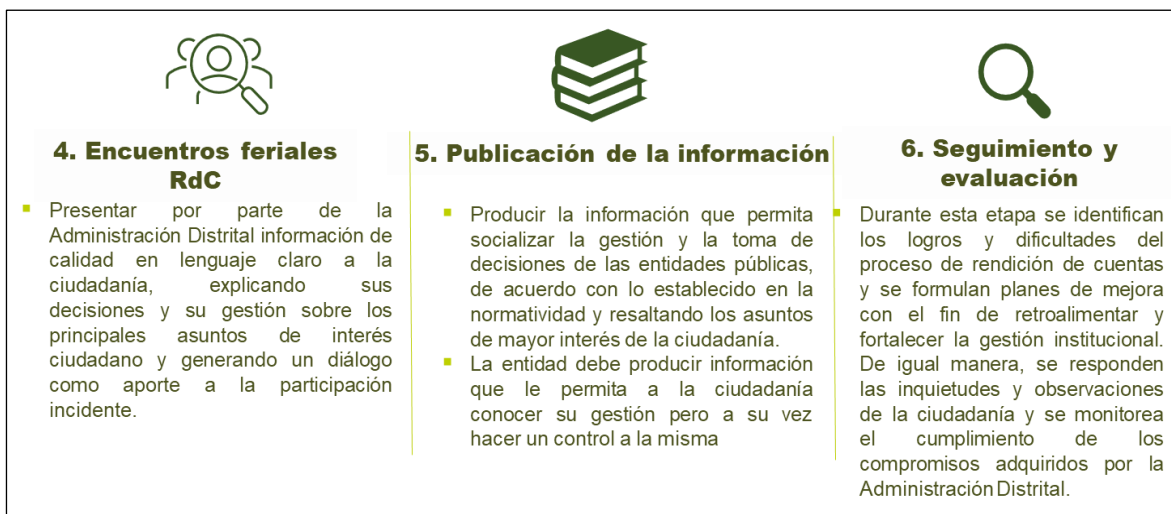 4. Encuentros feriales
RdC
Presentar por parte de la
Administración Distrital información de
calidad en lenguaje claro a la
ciudadanía, explicando sus
decisiones y su gestión sobre los
principales asuntos de interés
ciudadano y generando un diálogo
como aporte a la participación
incidente.
5. Publicación de la información
Producir la información que permita
socializar la gestión y la toma de
decisiones de las entidades públicas,
de acuerdo con lo establecido en la
normatividad y resaltando los asuntos
de mayor interés de la ciudadanía.
La entidad debe producir información
que le permita a la ciudadanía
conocer su gestión pero a su vez
hacer un control a la misma
6. Seguimiento y
evaluación
Durante esta etapa se identifican
los logros y dificultades del
proceso de rendición de cuentas
y se formulan planes de mejora
con el fin de retroalimentar y
fortalecer la gestión institucional.
De igual manera, se responden
las inquietudes y observaciones
de la ciudadanía y se monitorea
el cumplimiento de los
compromisos adquiridos por la
Administración Distrital.